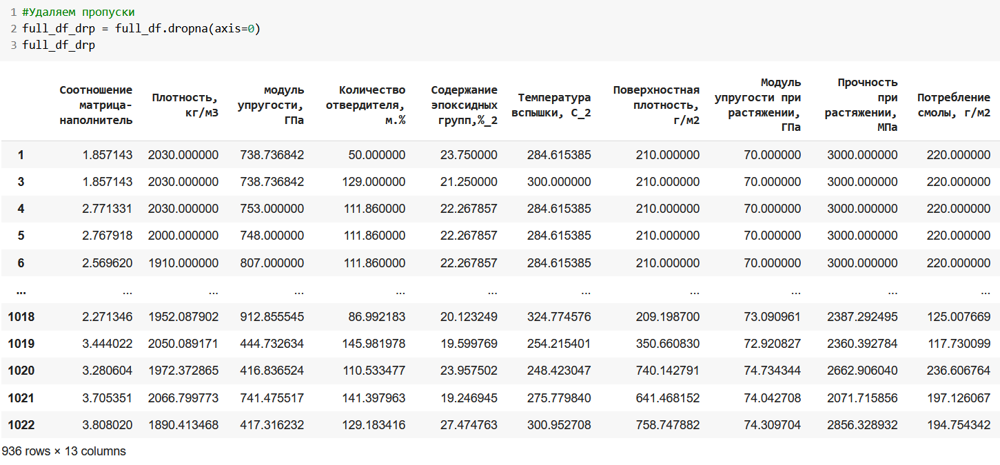 1 #Удаляем пропуски
2 full_df_drp = full_df.dropna(axis=0)
3 full_df_drp
Соотношение матрица-наполнитель Плотность, кг/м3 модуль упругости, ГПа Количество отвердителя, м.% Содержание эпоксидных групп,%_2 Температура вспышки, С_2 Поверхностная плотность, г/м2 Модуль упругости при растяжении, ГПа Прочность при растяжении, МПа Потребление смолы, г/м2
1 1.857143 2030.000000 738.736842 50.000000 23.750000 284.615385 210.000000 70.000000 3000.000000 220.000000
3 1.857143 2030.000000 738.736842 129.000000 21.250000 300.000000 210.000000 70.000000 3000.000000 220.000000
4 2.771331 2030.000000 753.000000 111.860000 22.267857 284.615385 210.000000 70.000000 3000.000000 220.000000
5 2.767918 2000.000000 748.000000 111.860000 22.267857 284.615385 210.000000 70.000000 3000.000000 220.000000
6 2.569620 1910.000000 807.000000 111.860000 22.267857 284.615385 210.000000 70.000000 3000.000000 220.000000
... ... ... ... ... ... ... ... ... ... ...
1018 2.271346 1952.087902 912.855545 86.992183 20.123249 324.774576 209.198700 73.090961 2387.292495 125.007669
1019 3.444022 2050.089171 444.732634 145.981978 19.599769 254.215401 350.660830 72.920827 2360.392784 117.730099
1020 3.280604 1972.372865 416.836524 110.533477 23.957502 248.423047 740.142791 74.734344 2662.906040 236.606764
1021 3.705351 2066.799773 741.475517 141.397963 19.246945 275.779840 641.468152 74.042708 2071.715856 197.126067
1022 3.808020 1890.413468 417.316232 129.183416 27.474763 300.952708 758.747882 74.309704 2856.328932 194.754342
936 rows × 13 columns